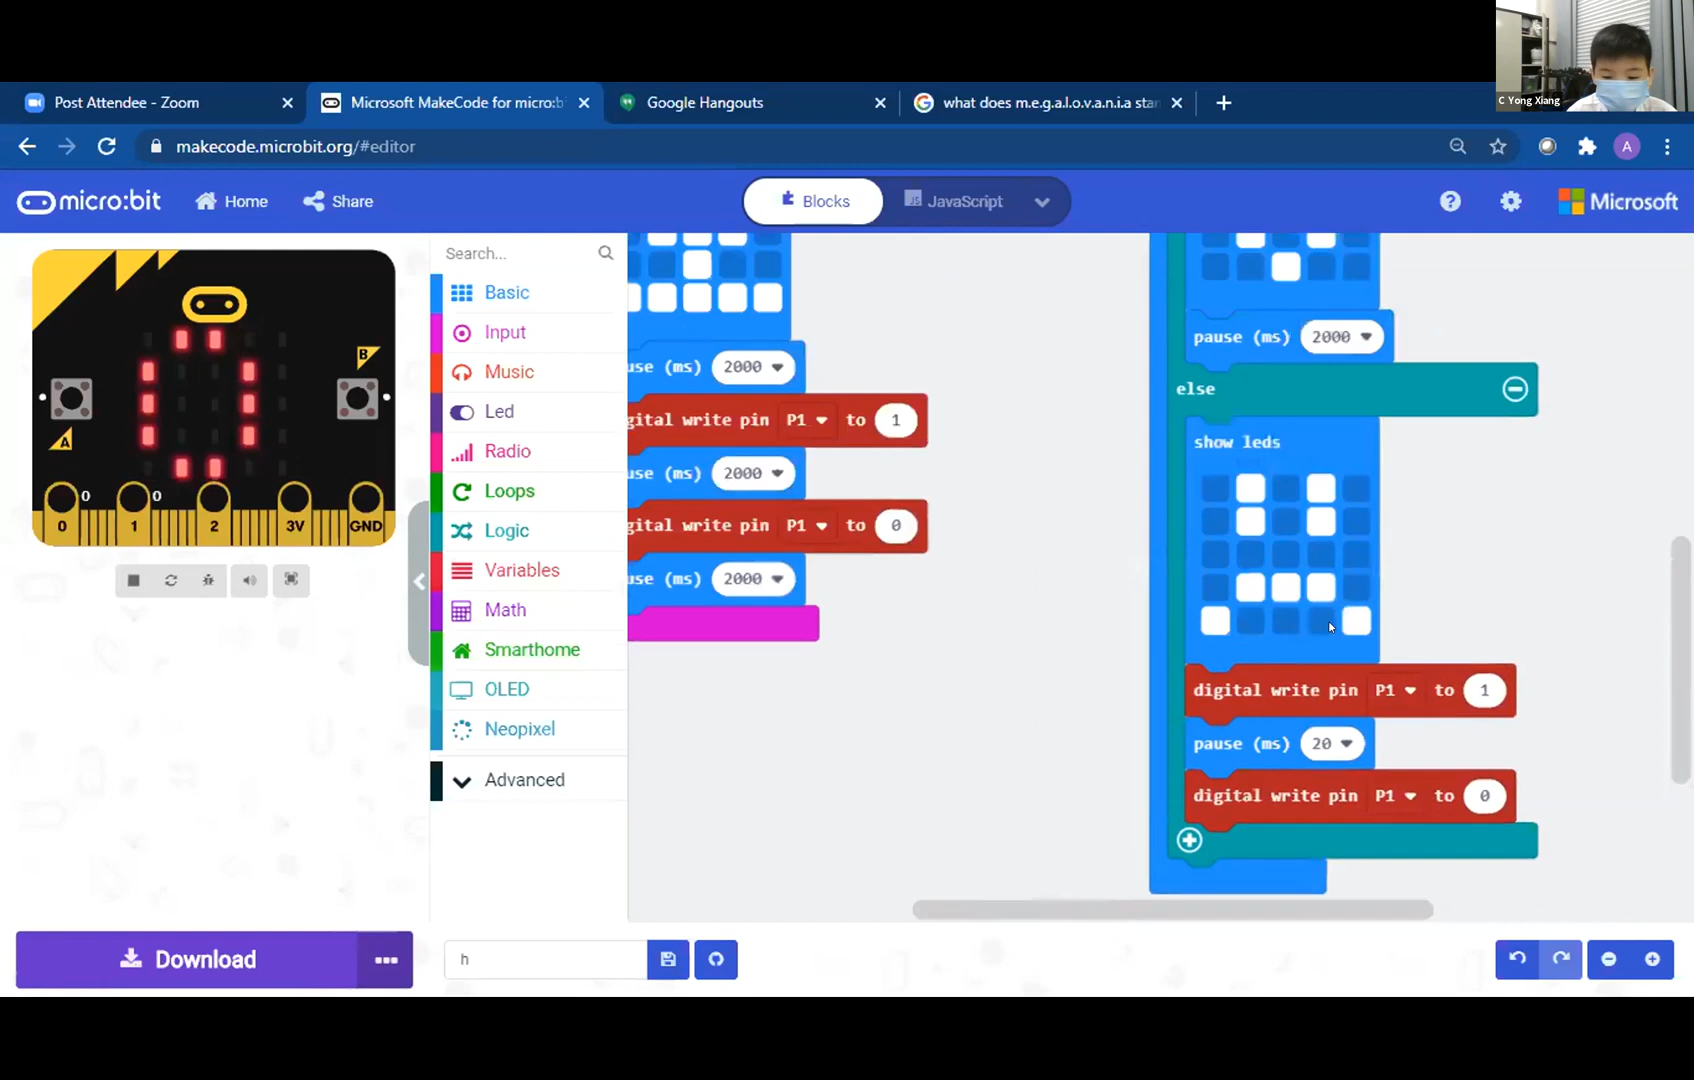 C Yong Xiang
Post Attendee - Zoom
Microsoft MakeCode for micro:b
Google Hangouts
what does m.e.g.a.l.o.v.a.n.i.a sta
makecode.microbit.org/#editor
A
micro:bit
Home
Share
Blocks
JavaScript
Microsoft
Search...
Basic
Input
Music
Led
Radio
Loops
Logic
Variables
Math
Smarthome
OLED
Neopixel
Advanced
A
B
0
0
0 1 2 3V GND
use (ms) 2000
gital write pin P1 to 1
use (ms) 2000
gital write pin P1 to 0
use (ms) 2000
pause (ms) 2000
else
show leds
digital write pin P1 to 1
pause (ms) 20
digital write pin P1 to 0
Download
h